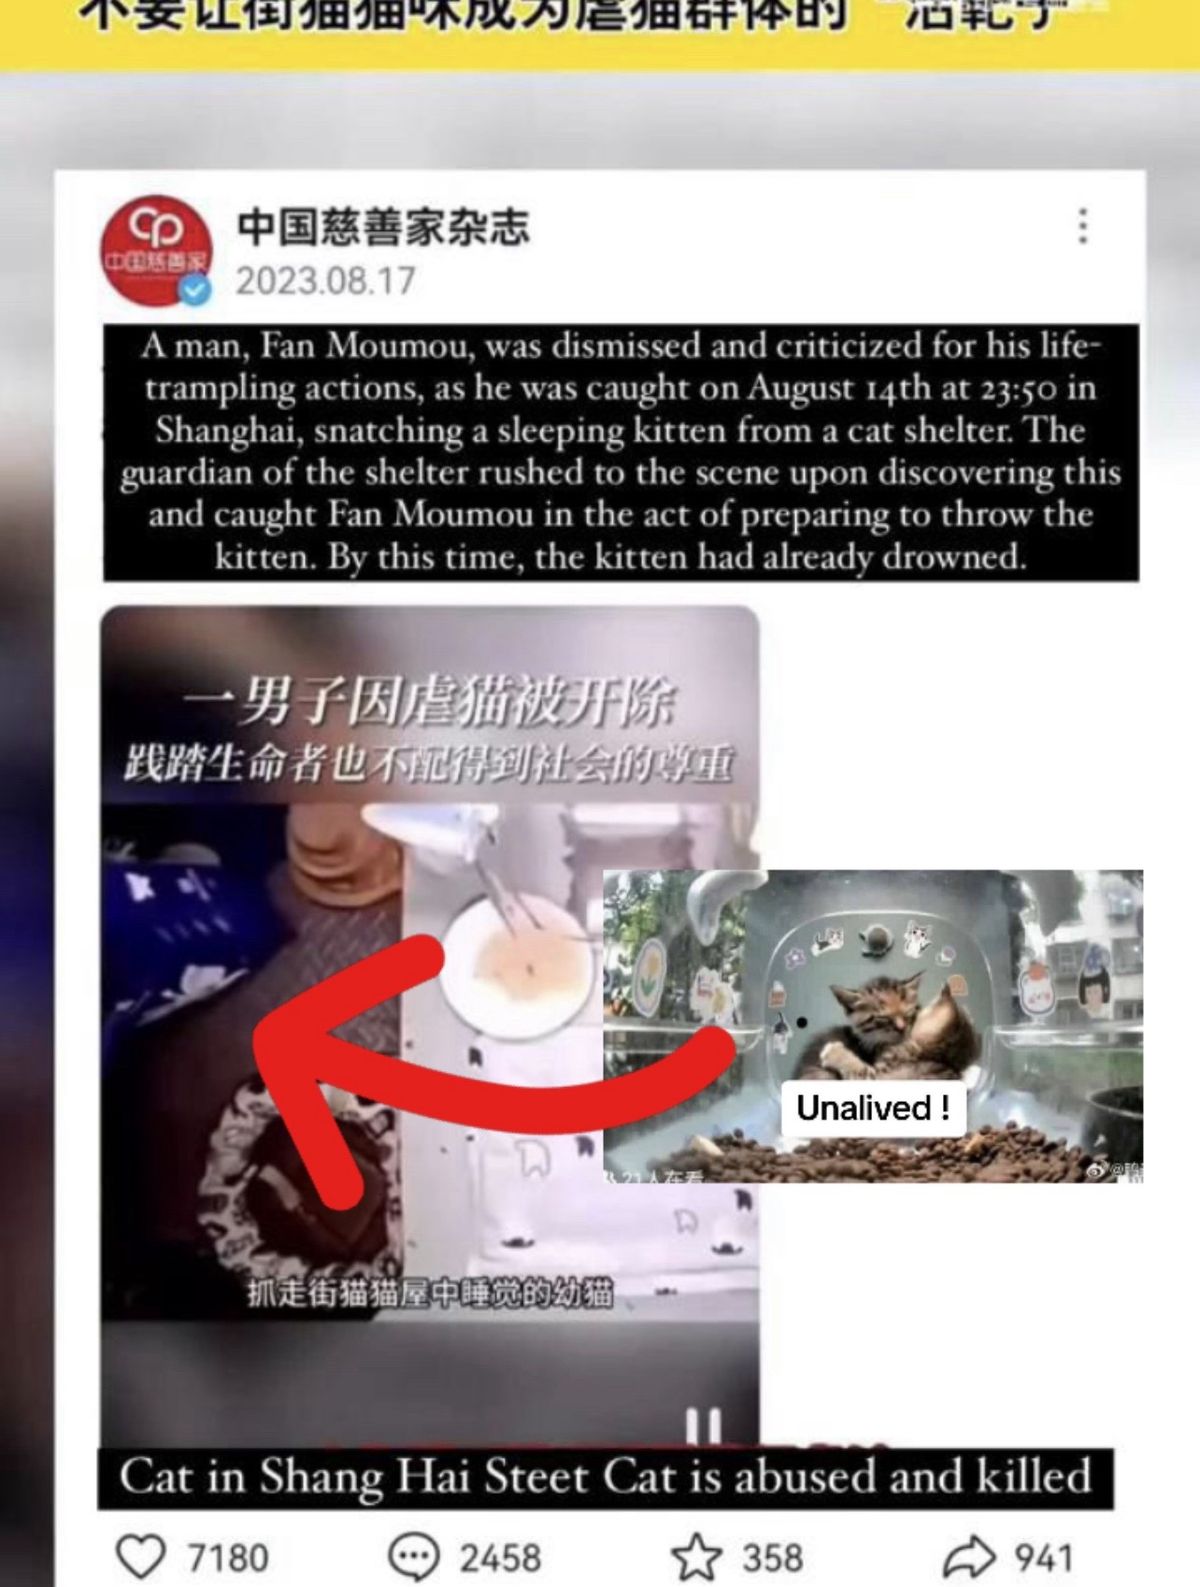 不要让街猫猫咪成为虐猫群体的 "活靶子"
中国慈善家杂志
中国慈善家
2023.08.17
A man, Fan Moumou, was dismissed and criticized for his life-
trampling actions, as he was caught on August 14th at 23:50 in
Shanghai, snatching a sleeping kitten from a cat shelter. The
guardian of the shelter rushed to the scene upon discovering this
and caught Fan Moumou in the act of preparing to throw the
kitten. By this time, the kitten had already drowned.
一男子因虐猫被开除
践踏生命者也不配得到社会的尊重
Unalived !
21人在看
抓走街猫猫屋中睡觉的幼猫
Cat in Shang Hai Steet Cat is abused and killed
7180 2458 358 941